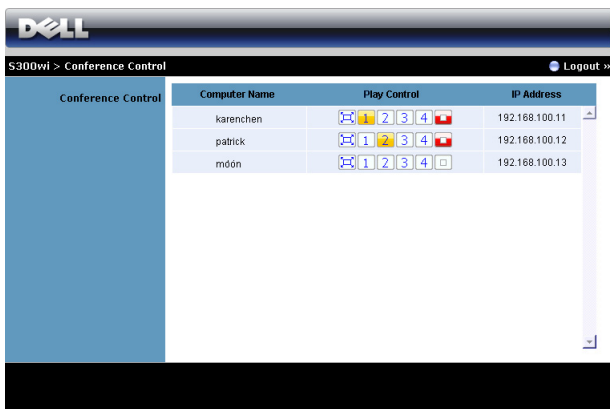 DELL
S300wi > Conference Control
Logout »
Conference Control
Computer Name Play Control IP Address
karenchen 1 2 3 4 192.168.100.11
patrick 1 2 3 4 192.168.100.12
móón 1 2 3 4 192.168.100.13